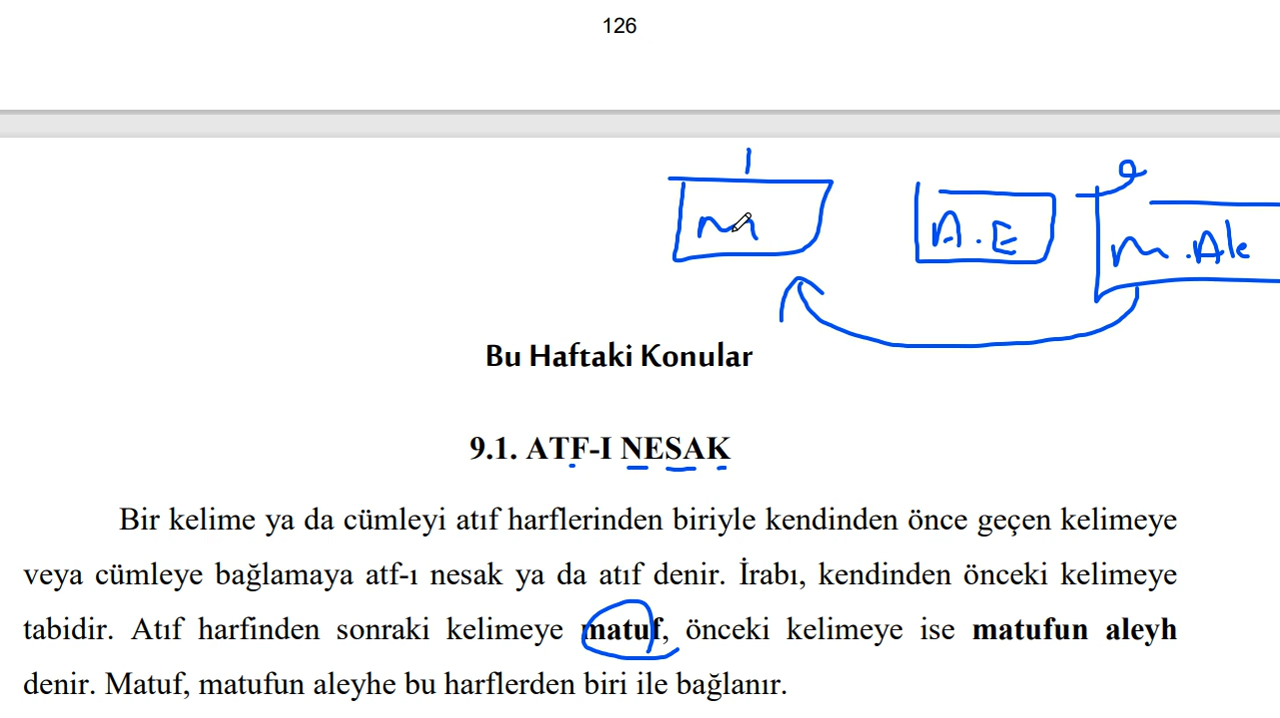 126
1 2
M A.E M.Ale
Bu Haftaki Konular
9.1. ATF-I NESAK
Bir kelime ya da cümleyi atıf harflerinden biriyle kendinden önce geçen kelimeye
veya cümleye bağlamaya atf-ı nesak ya da atıf denir. İrabı, kendinden önceki kelimeye
tabidir. Atıf harfinden sonraki kelimeye matuf, önceki kelimeye ise matufun aleyh
denir. Matuf, matufun aleyhe bu harflerden biri ile bağlanır.